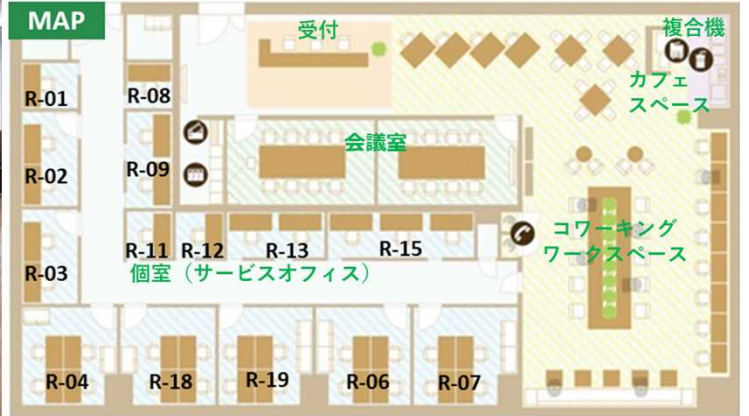 MAP
受付
複合機
カフェ
スペース
R-01
R-08
会議室
R-02
R-09
コワーキング
ワークスペース
R-11
R-12
R-13
R-15
個室（サービスオフィス）
R-03
R-04
R-18
R-19
R-06
R-07